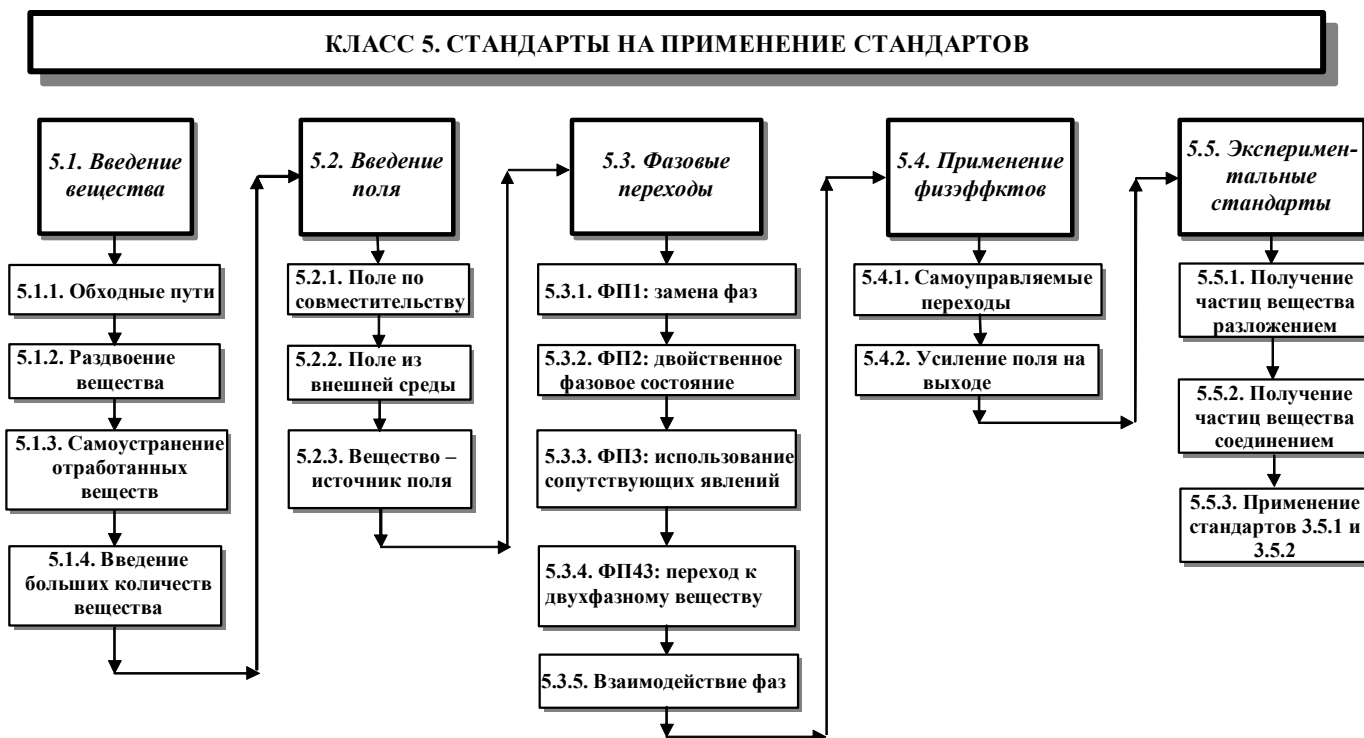 КЛАСС 5. СТАНДАРТЫ НА ПРИМЕНЕНИЕ СТАНДАРТОВ
5.1. Введение
вещества
5.1.1. Обходные пути
5.1.2. Раздвоение
вещества
5.1.3. Самоустранение
отработанных
веществ
5.1.4. Введение
больших количеств
вещества
5.2. Введение
поля
5.2.1. Поле по
совместительству
5.2.2. Поле из
внешней среды
5.2.3. Вещество –
источник поля
5.3. Фазовые
переходы
5.3.1. ФП1: замена фаз
5.3.2. ФП2: двойственное
фазовое состояние
5.3.3. ФП3: использование
сопутствующих явлений
5.3.4. ФП43: переход к
двухфазному веществу
5.3.5. Взаимодействие фаз
5.4. Применение
физэффктов
5.4.1. Самоуправляемые
переходы
5.4.2. Усиление поля на
выходе
5.5. Эксперимен-
тальные
стандарты
5.5.1. Получение
частиц вещества
разложением
5.5.2. Получение
частиц вещества
соединением
5.5.3. Применение
стандартов 3.5.1 и
3.5.2